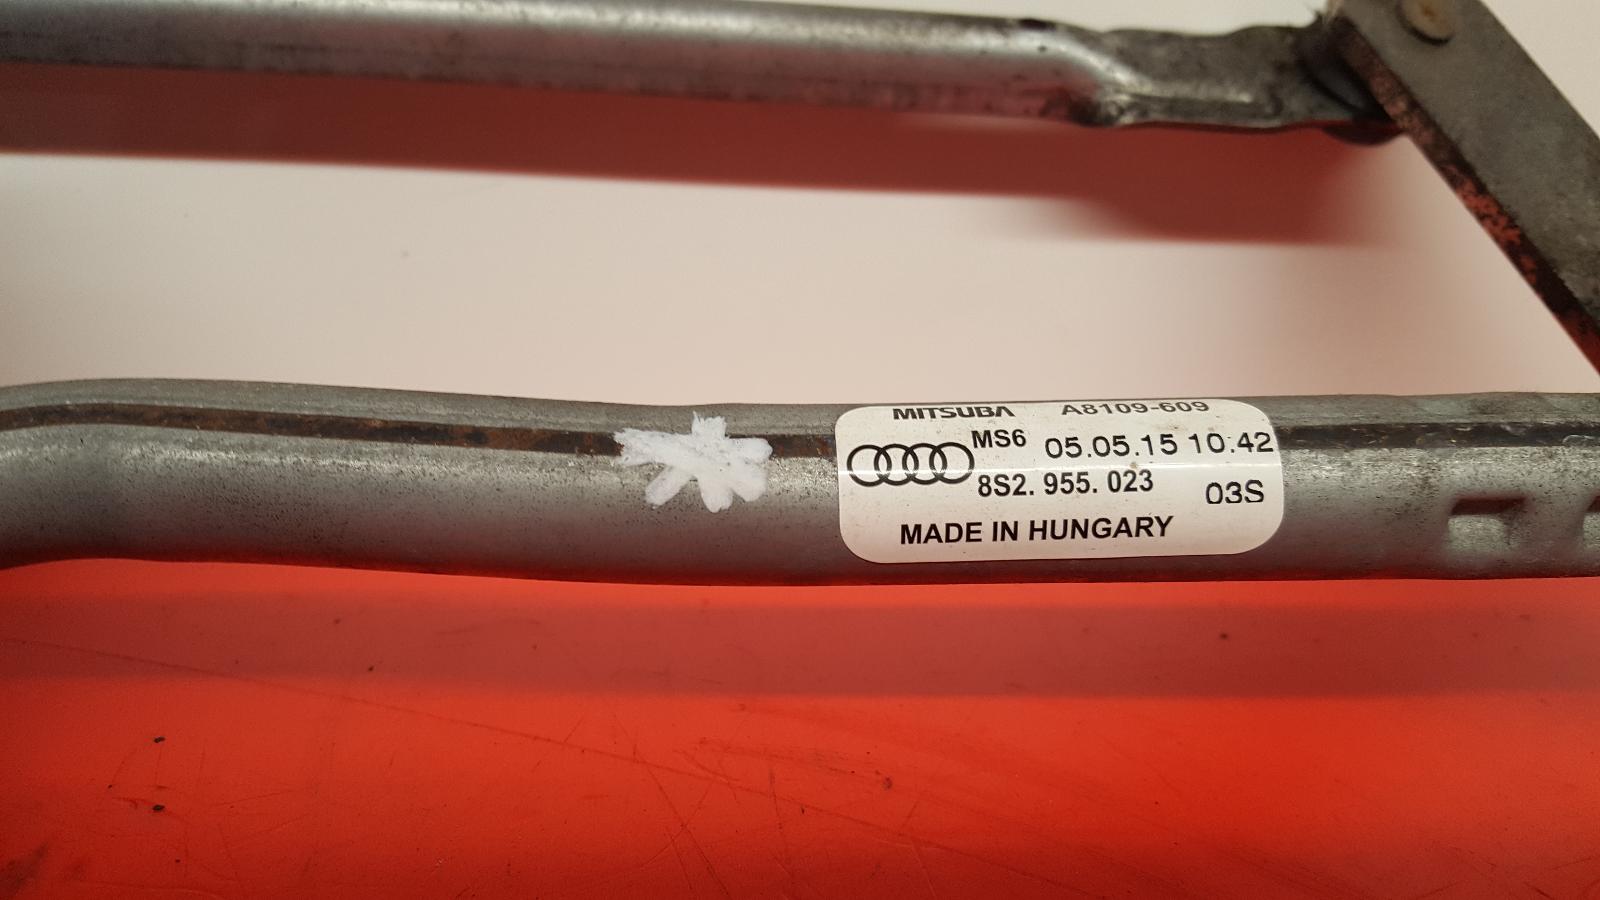 MITSUBA A8109-609
MS6 05.05.15 10:42
8S2. 955. 023 03S
MADE IN HUNGARY